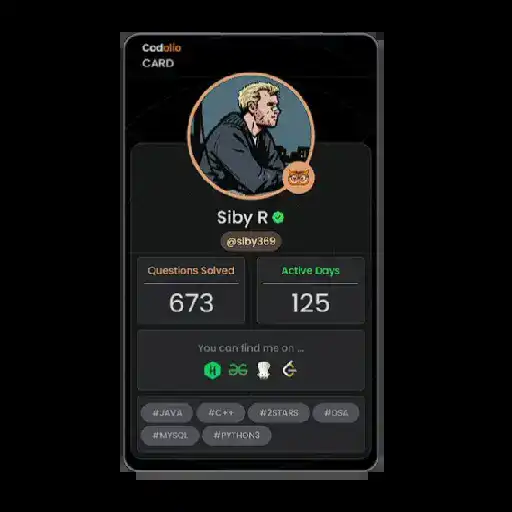 Codolio
CARD
Siby R
@siby369
Questions Solved
Active Days
673
125
You can find me on ...
#JAVA #C++ #2STARS #DSA
#MYSQL #PYTHON3